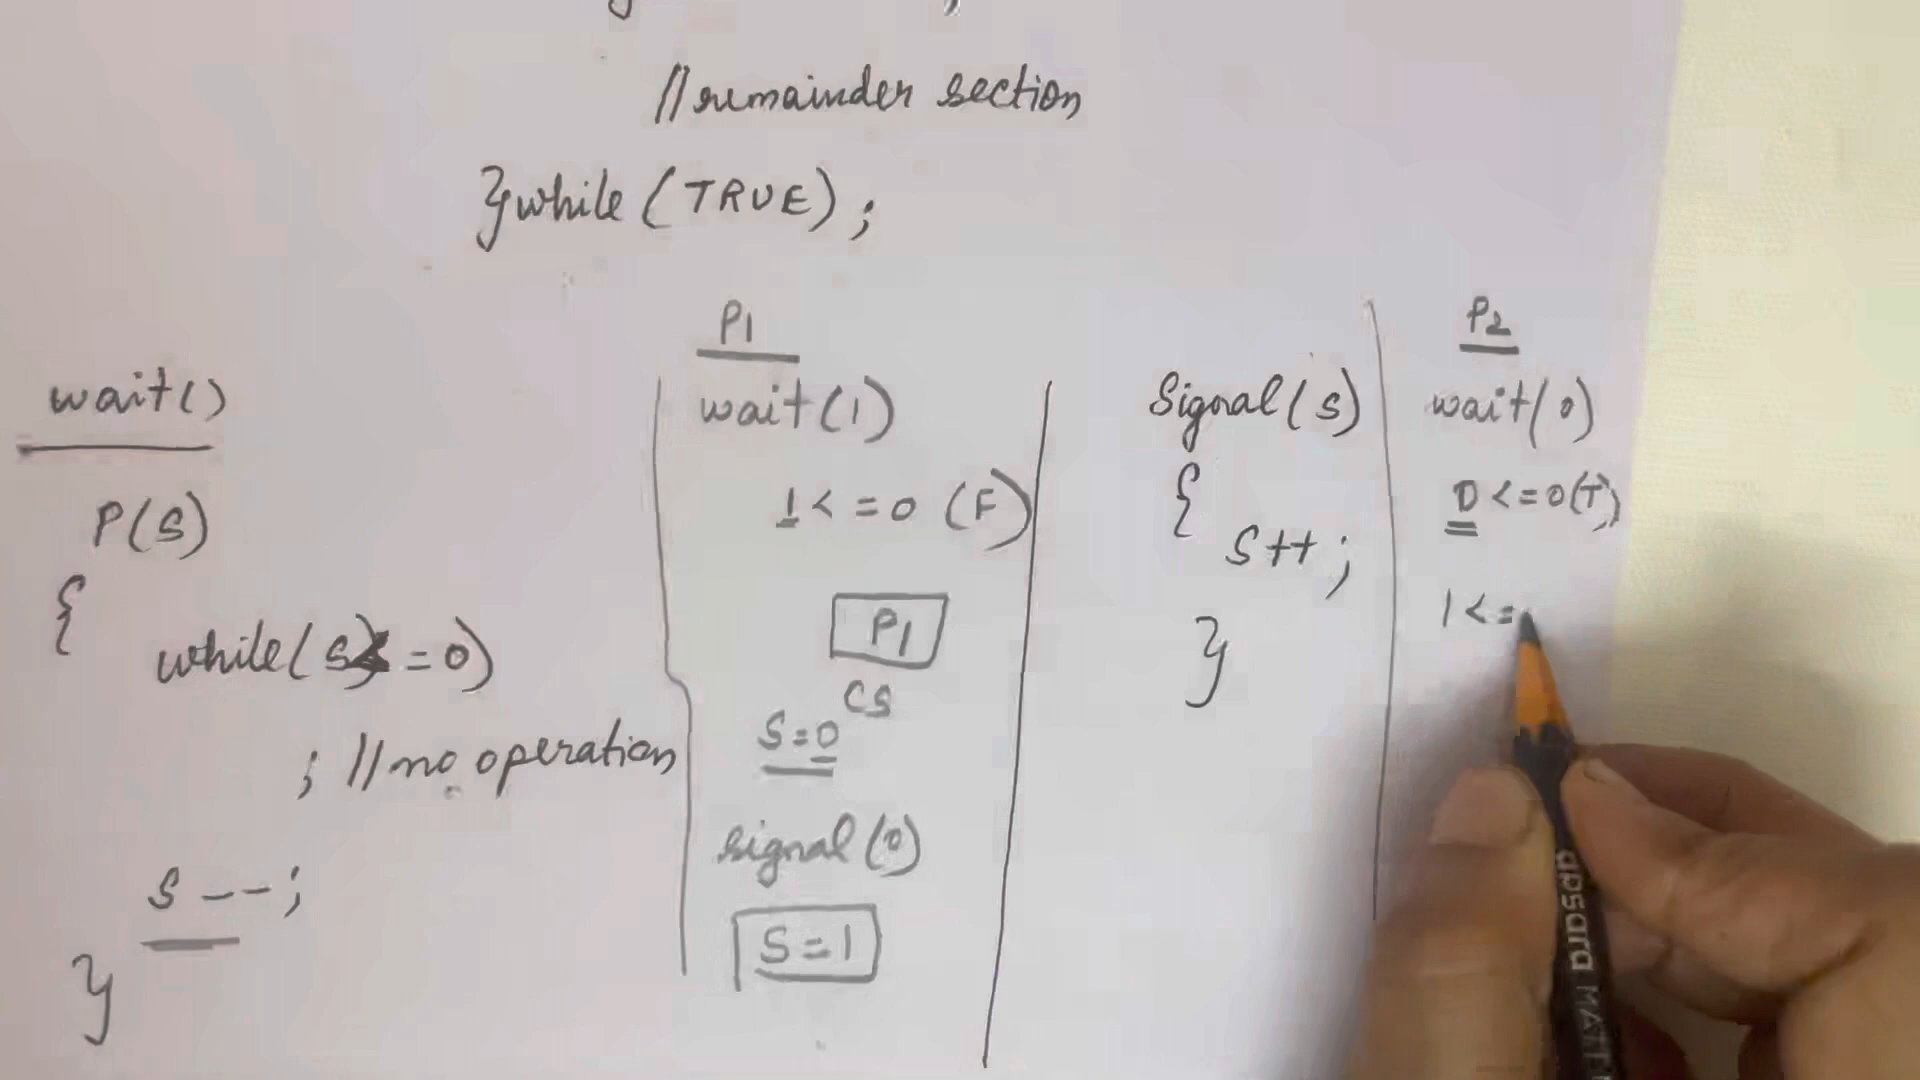 //remainder section
}while(TRUE);
wait()
P(S)
{
while(S<=0)
; //no operation
S--;
}
P1
wait(1)
1<=0 (F)
P1
CS
S=0
signal(0)
S=1
Signal(S)
{
S++;
}
P2
wait(0)
0<=0(T)
1<=
apsara